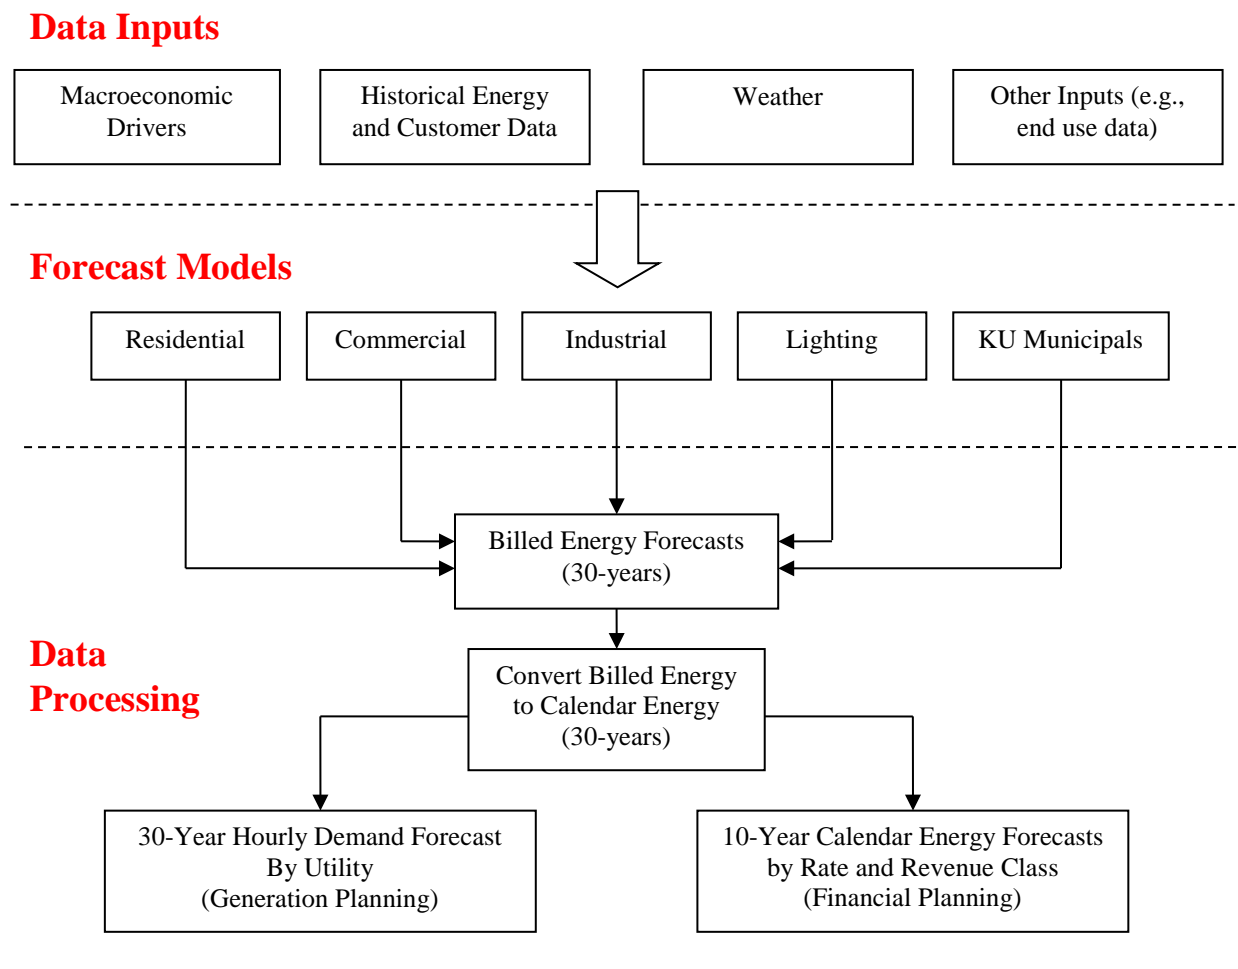 Data Inputs
Macroeconomic
Drivers
Historical Energy
and Customer Data
Weather
Other Inputs (e.g.,
end use data)
Forecast Models
Residential
Commercial
Industrial
Lighting
KU Municipals
Billed Energy Forecasts
(30-years)
Data
Processing
Convert Billed Energy
to Calendar Energy
(30-years)
30-Year Hourly Demand Forecast
By Utility
(Generation Planning)
10-Year Calendar Energy Forecasts
by Rate and Revenue Class
(Financial Planning)